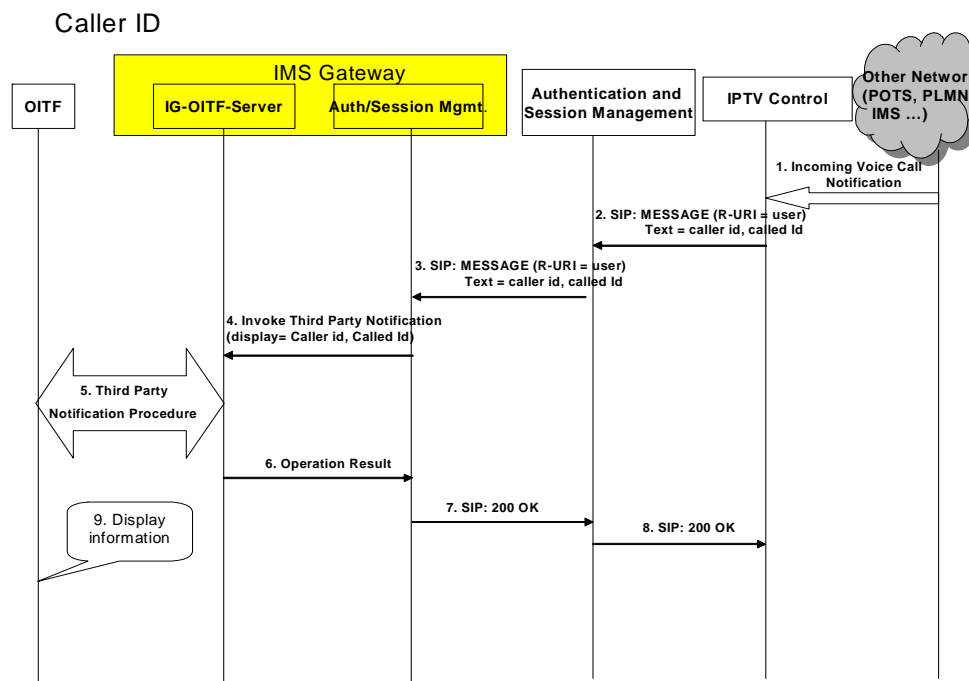 Caller ID
IMS Gateway
OITF
IG-OITF-Server
Auth/Session Mgmt.
Authentication and
Session Management
IPTV Control
Other Networ
(POTS, PLMN
IMS ...)
1. Incoming Voice Call
Notification
2. SIP: MESSAGE (R-URI = user)
Text = caller id, called Id
3. SIP: MESSAGE (R-URI = user)
Text = caller id, called Id
4. Invoke Third Party Notification
(display= Caller id, Called Id)
5. Third Party
Notification Procedure
6. Operation Result
7. SIP: 200 OK
8. SIP: 200 OK
9. Display
information